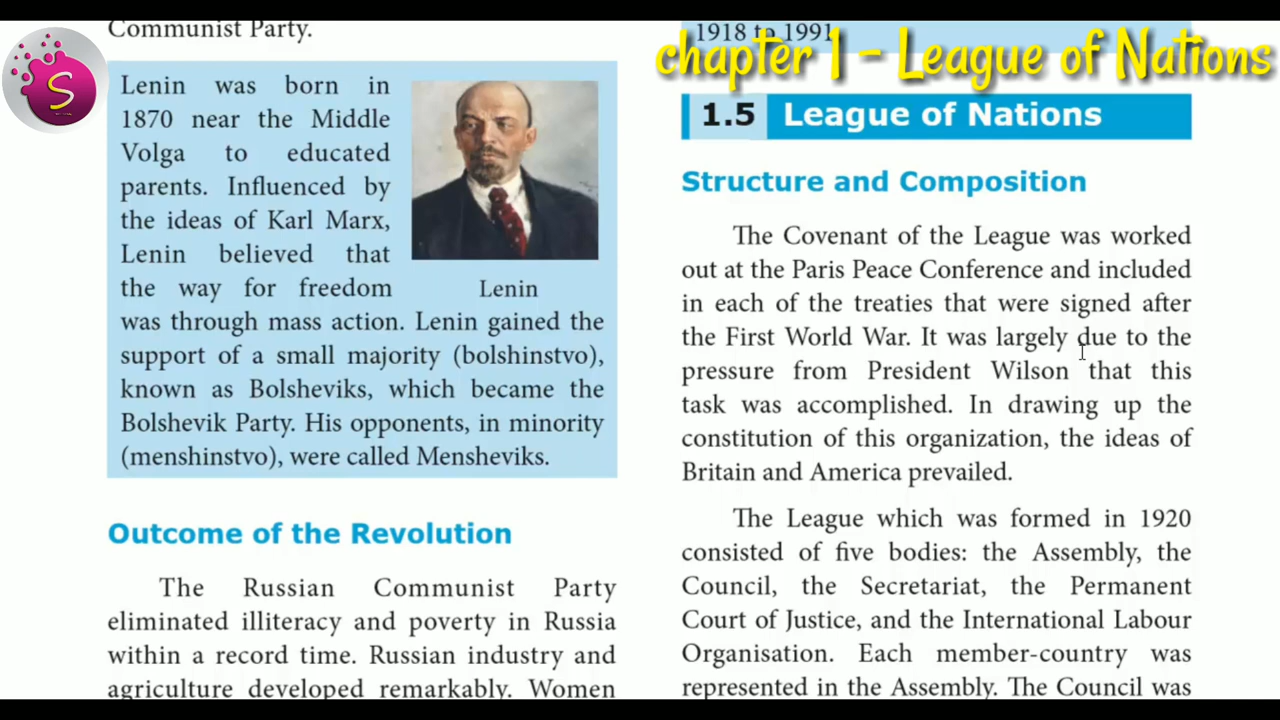 Communist Party.
S
Lenin was born in
1870 near the Middle
Volga to educated
parents. Influenced by
the ideas of Karl Marx,
Lenin believed that
the way for freedom
Lenin
was through mass action. Lenin gained the
support of a small majority (bolshinstvo),
known as Bolsheviks, which became the
Bolshevik Party. His opponents, in minority
(menshinstvo), were called Mensheviks.
Outcome of the Revolution
The Russian Communist Party
eliminated illiteracy and poverty in Russia
within a record time. Russian industry and
agriculture developed remarkably. Women
1918 to 1991
chapter 1 - League of Nations
1.5 League of Nations
Structure and Composition
The Covenant of the League was worked
out at the Paris Peace Conference and included
in each of the treaties that were signed after
the First World War. It was largely due to the
pressure from President Wilson that this
task was accomplished. In drawing up the
constitution of this organization, the ideas of
Britain and America prevailed.
The League which was formed in 1920
consisted of five bodies: the Assembly, the
Council, the Secretariat, the Permanent
Court of Justice, and the International Labour
Organisation. Each member-country was
represented in the Assembly. The Council was